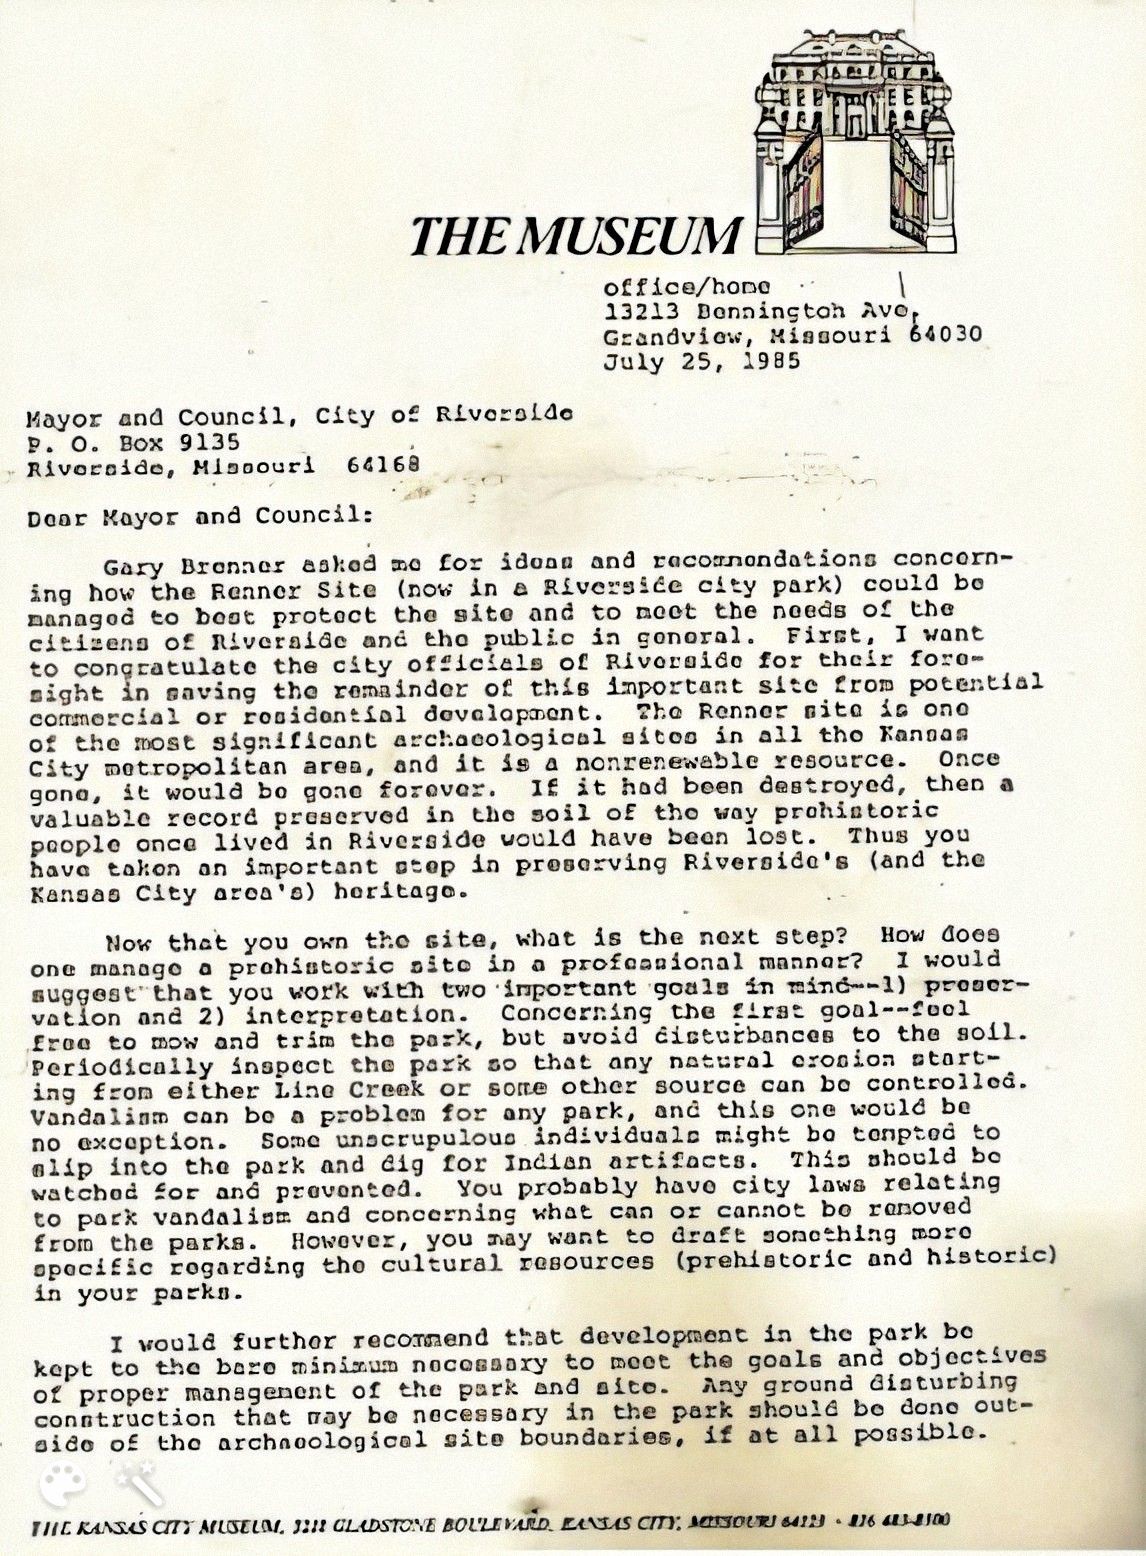 THE MUSEUM
office/home
13213 Bennington Ave,
Grandview, Missouri 64030
July 25, 1985
Mayor and Council, City of Riverside
P. O. Box 9135
Riverside, Missouri 64168
Dear Mayor and Council:
Gary Brenner asked me for ideas and recommendations concern-
ing how the Renner Site (now in a Riverside city park) could be
managed to best protect the site and to meet the needs of the
citizens of Riverside and the public in general. First, I want
to congratulate the city officials of Riverside for their fore-
sight in saving the remainder of this important site from potential
commercial or residential development. The Renner site is one
of the most significant archaeological sites in all the Kansas
City metropolitan area, and it is a nonrenewable resource. Once
gone, it would be gone forever. If it had been destroyed, then a
valuable record preserved in the soil of the way prehistoric
people once lived in Riverside would have been lost. Thus you
have taken an important step in preserving Riverside's (and the
Kansas City area's) heritage.
Now that you own the site, what is the next step? How does
one manage a prehistoric site in a professional manner? I would
suggest that you work with two important goals in mind--1) preser-
vation and 2) interpretation. Concerning the first goal--feel
free to mow and trim the park, but avoid disturbances to the soil.
Periodically inspect the park so that any natural erosion start-
ing from either Line Creek or some other source can be controlled.
Vandalism can be a problem for any park, and this one would be
no exception. Some unscrupulous individuals might be tempted to
slip into the park and dig for Indian artifacts. This should be
watched for and prevented. You probably have city laws relating
to park vandalism and concerning what can or cannot be removed
from the parks. However, you may want to draft something more
specific regarding the cultural resources (prehistoric and historic)
in your parks.
I would further recommend that development in the park be
kept to the bare minimum necessary to meet the goals and objectives
of proper management of the park and site. Any ground disturbing
construction that may be necessary in the park should be done out-
side of the archaeological site boundaries, if at all possible.
THE KANSAS CITY MUSEUM, GLADSTONE BOULEVARD, KANSAS CITY, MISSOURI